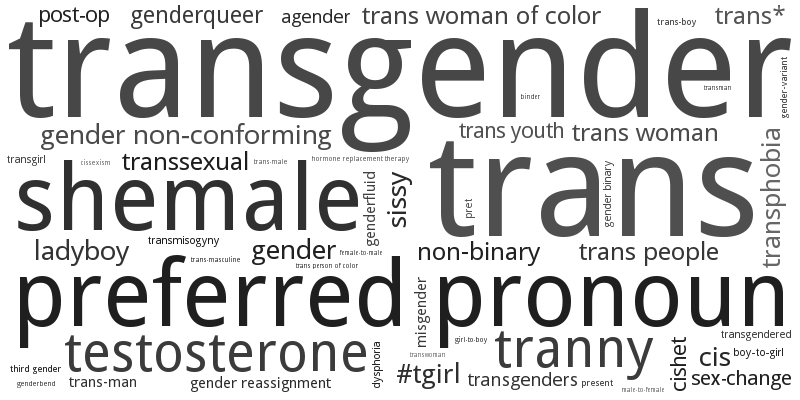 post-op
genderqueer
agender
trans woman of color
trans-boy
trans*
transgender
binder
transman
gender-variant
gender non-conforming
trans youth
trans woman
transgirl
cissexism
transsexual
trans-male
hormone replacement therapy
shemale
genderfluid
sissy
trans
pret
gender binary
transphobia
ladyboy
transmisogyny
trans-masculine
gender
female-to-male
trans person of color
non-binary
trans people
preferred pronoun
misgender
testosterone
dysphoria
girl-to-boy
transwoman
tranny
transgendered
cishet
cis
boy-to-girl
third gender
genderbend
trans-man
gender reassignment
#tgirl
transgenders
present
male-to-female
sex-change